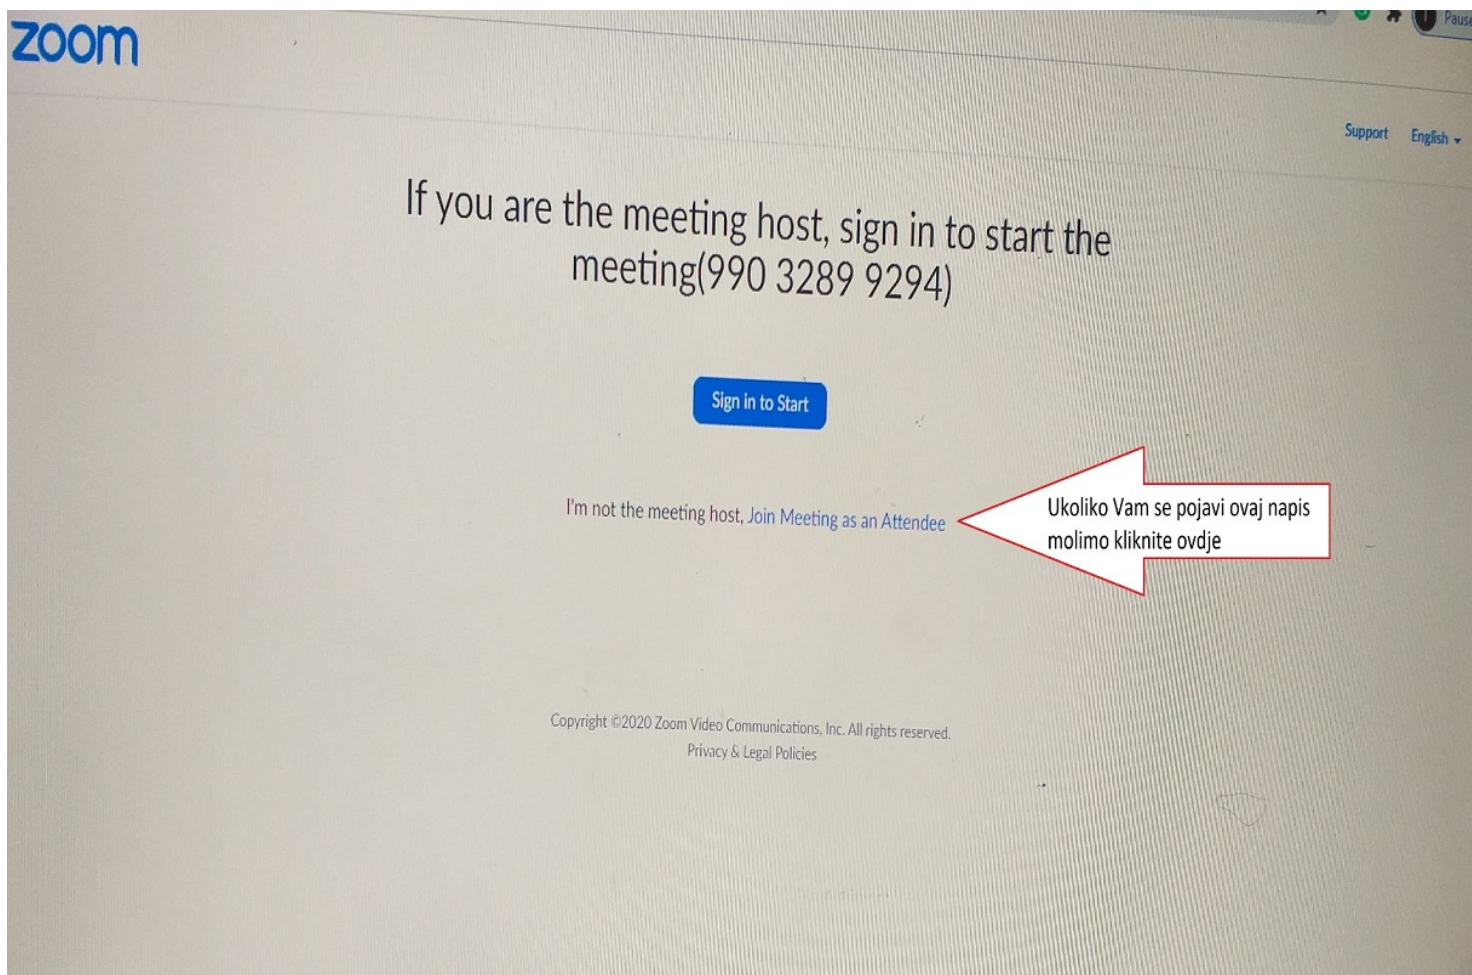 zoom
Pause
Support English
If you are the meeting host, sign in to start the
meeting(990 3289 9294)
Sign in to Start
I'm not the meeting host, Join Meeting as an Attendee
Ukoliko Vam se pojavi ovaj napis
molimo kliknite ovdje
Copyright ©2020 Zoom Video Communications, Inc. All rights reserved.
Privacy & Legal Policies